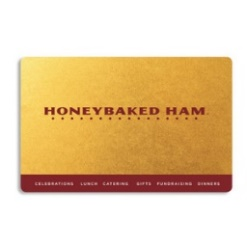 HONEYBAKED HAM
CELEBRATIONS LUNCH CATERING GIFTS FUNDRAISING DINNERS